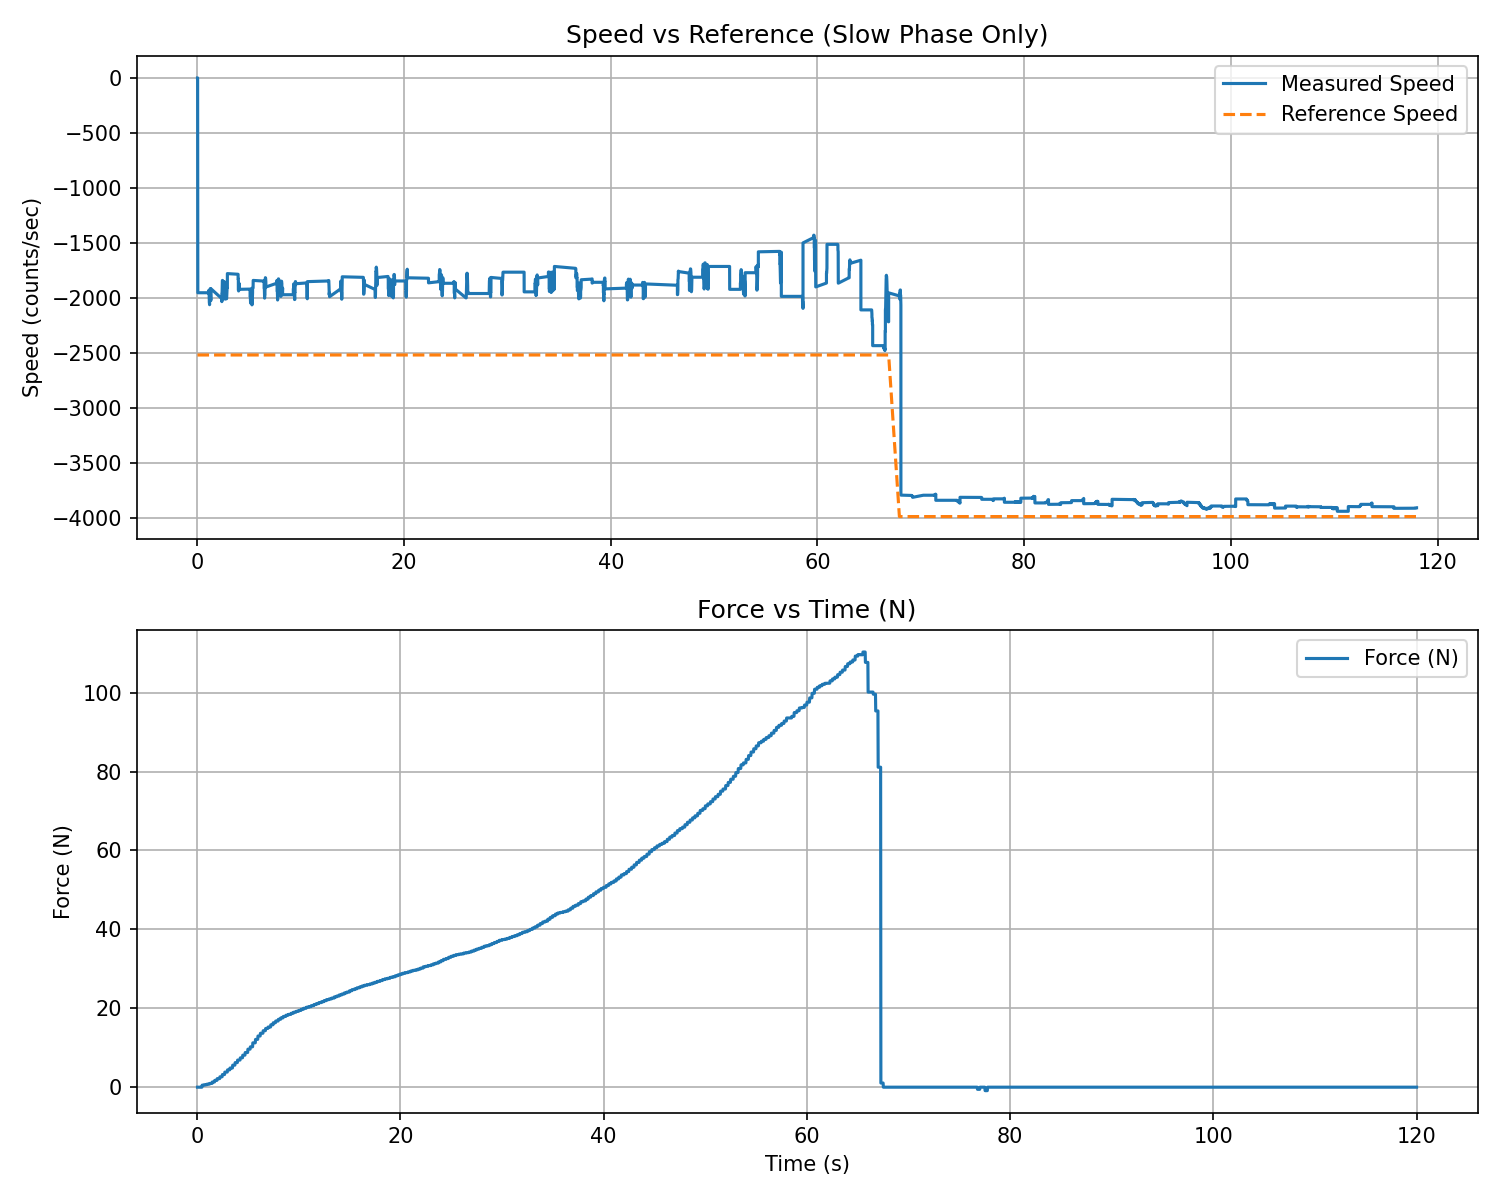 Speed vs Reference (Slow Phase Only)
Speed (counts/sec)
0
−500
−1000
−1500
−2000
−2500
−3000
−3500
−4000
Measured Speed
Reference Speed
0 20 40 60 80 100 120
Force vs Time (N)
Force (N)
100
80
60
40
20
0
Force (N)
0 20 40 60 80 100 120
Time (s)